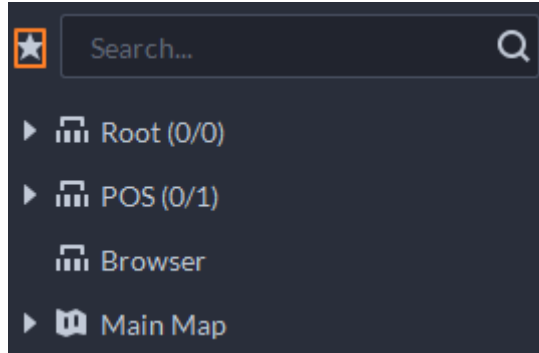 Search...
Root (0/0)
POS (0/1)
Browser
Main Map